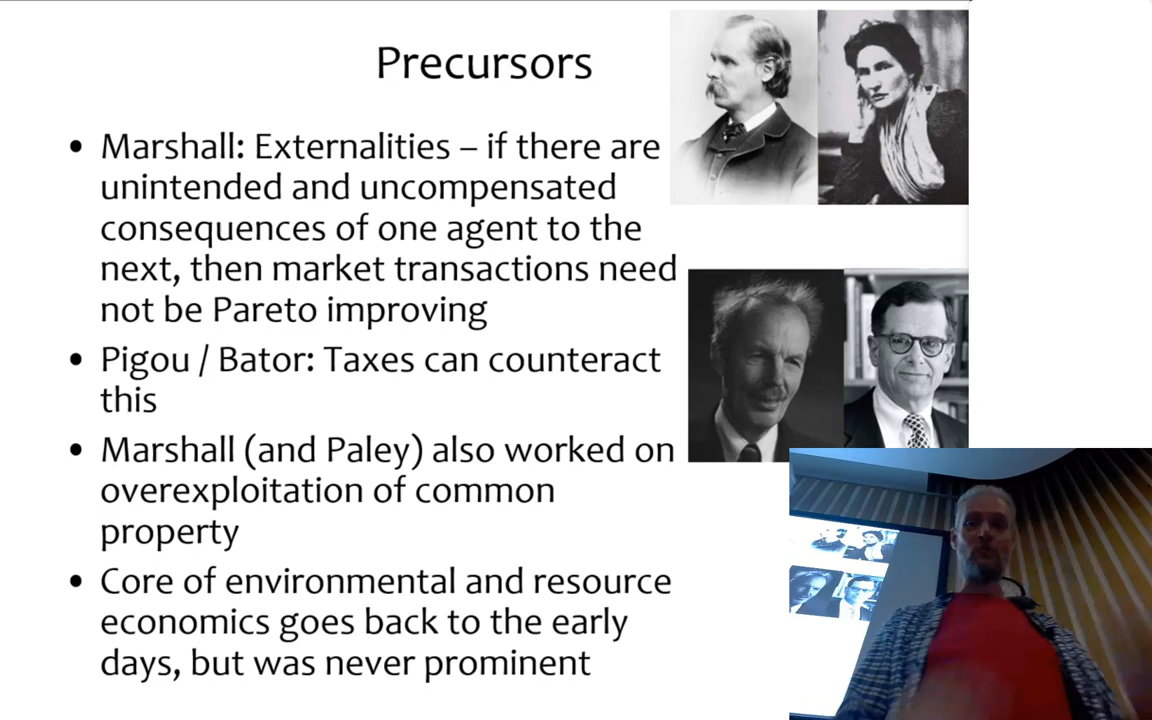 Precursors
• Marshall: Externalities – if there are
unintended and uncompensated
consequences of one agent to the
next, then market transactions need
not be Pareto improving
• Pigou / Bator: Taxes can counteract
this
• Marshall (and Paley) also worked on
overexploitation of common
property
• Core of environmental and resource
economics goes back to the early
days, but was never prominent